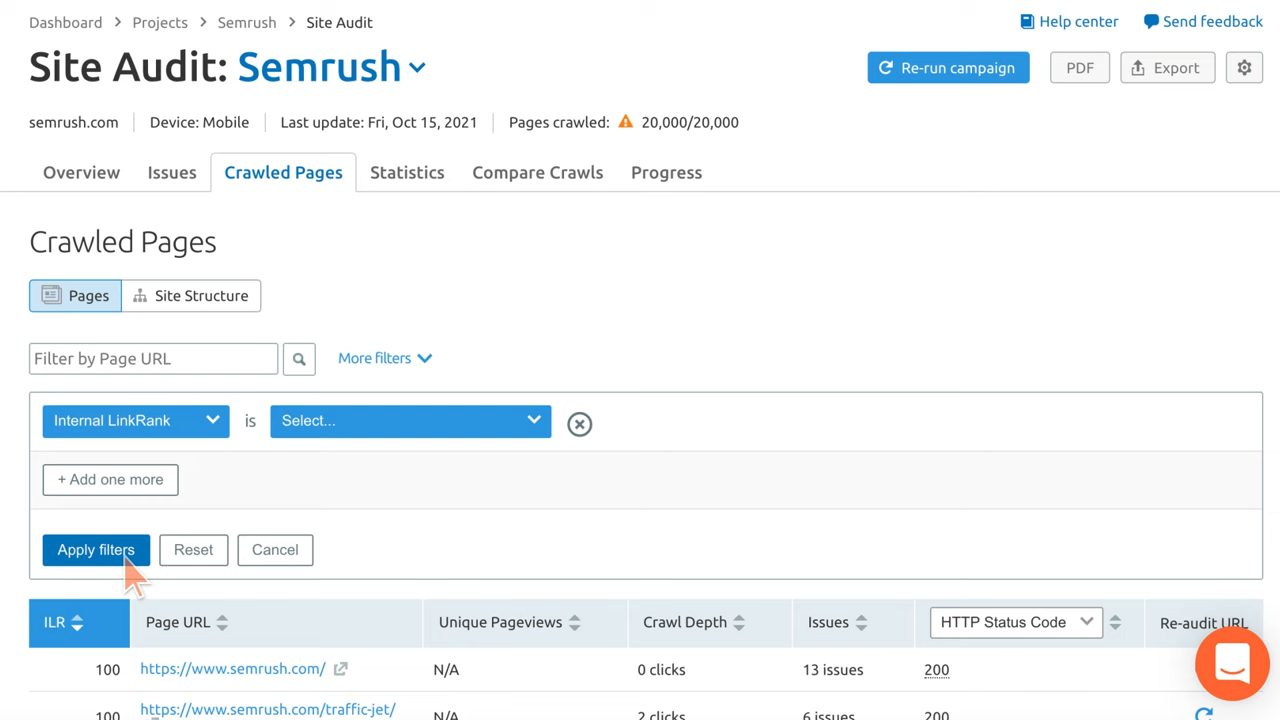 Dashboard > Projects > Semrush > Site Audit
Help center
Send feedback
Site Audit: Semrush
Re-run campaign
PDF
Export
semrush.com
Device: Mobile
Last update: Fri, Oct 15, 2021
Pages crawled: 20,000/20,000
Overview
Issues
Crawled Pages
Statistics
Compare Crawls
Progress
Crawled Pages
Pages
Site Structure
Filter by Page URL
More filters
Internal LinkRank is Select...
+ Add one more
Apply filters
Reset
Cancel
ILR Page URL Unique Pageviews Crawl Depth Issues HTTP Status Code Re-audit URL
100 https://www.semrush.com/ N/A 0 clicks 13 issues 200
100 https://www.semrush.com/traffic-jet/ N/A 2 clicks 6 issues 200